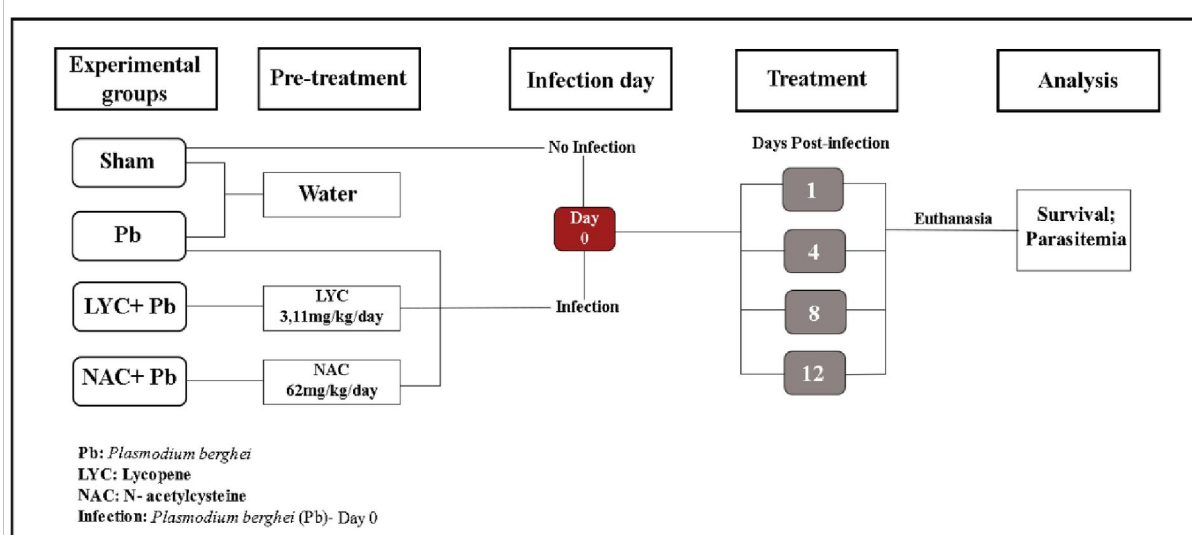 Experimental
groups
Pre-treatment
Infection day
Treatment
Analysis
Sham
Pb
LYC+ Pb
NAC+ Pb
Water
LYC
3,11mg/kg/day
NAC
62mg/kg/day
No Infection
Day
0
Infection
Days Post-infection
1
4
8
12
Euthanasia
Survival;
Parasitemia
Pb: Plasmodium berghei
LYC: Lycopene
NAC: N- acetylcysteine
Infection: Plasmodium berghei (Pb)- Day 0